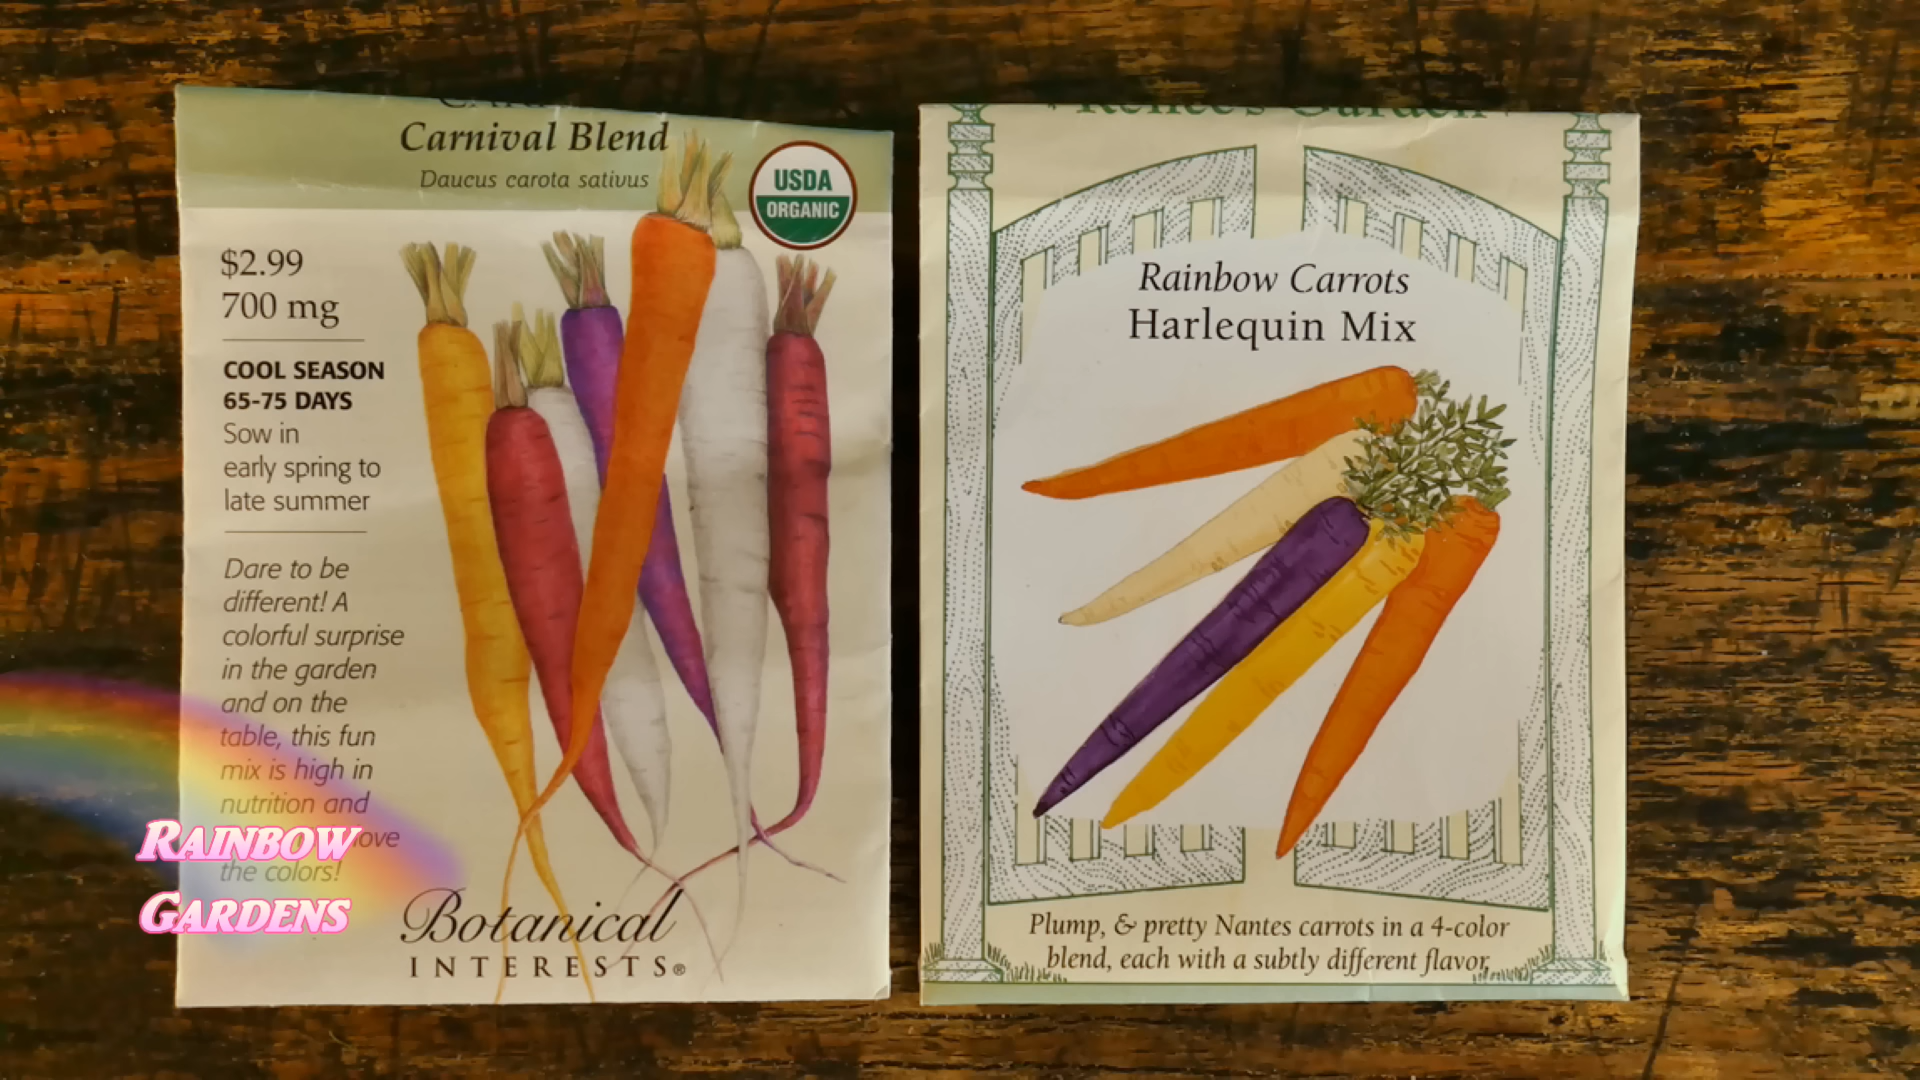 Carnival Blend
Daucus carota sativus
USDA
ORGANIC
$2.99
700 mg
COOL SEASON
65-75 DAYS
Sow in
early spring to
late summer
Dare to be
different! A
colorful surprise
in the garden
and on the
table, this fun
mix is high in
nutrition and
the colors!
Botanical
INTERESTS®
RAINBOW
GARDENS
Renee's Garden
Rainbow Carrots
Harlequin Mix
Plump, & pretty Nantes carrots in a 4-color
blend, each with a subtly different flavor.